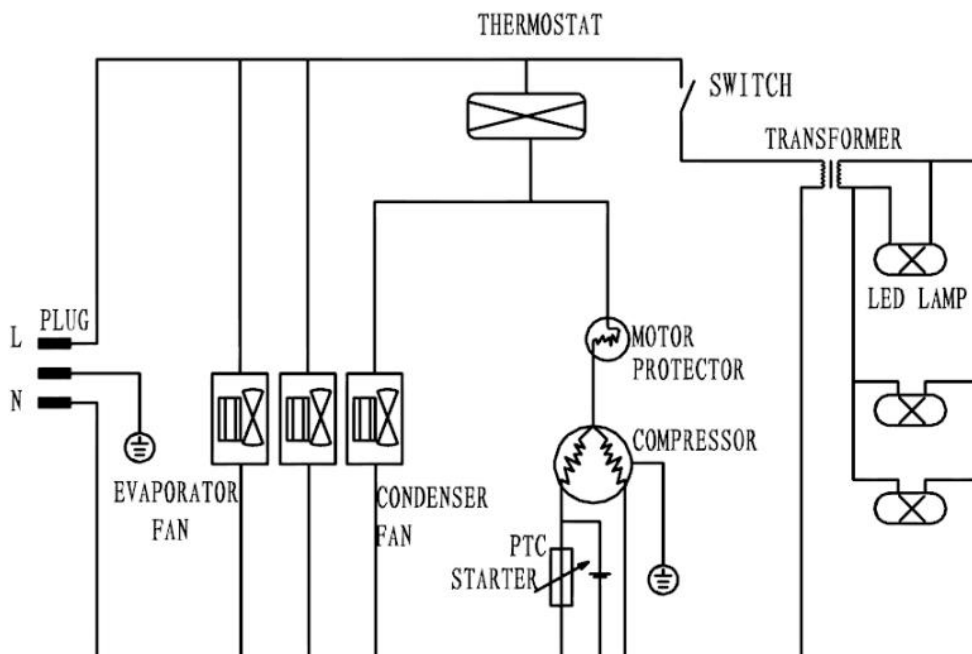 THERMOSTAT
SWITCH
TRANSFORMER
LED LAMP
PLUG
L
N
MOTOR
PROTECTOR
COMPRESSOR
EVAPORATOR
FAN
CONDENSER
FAN
PTC
STARTER